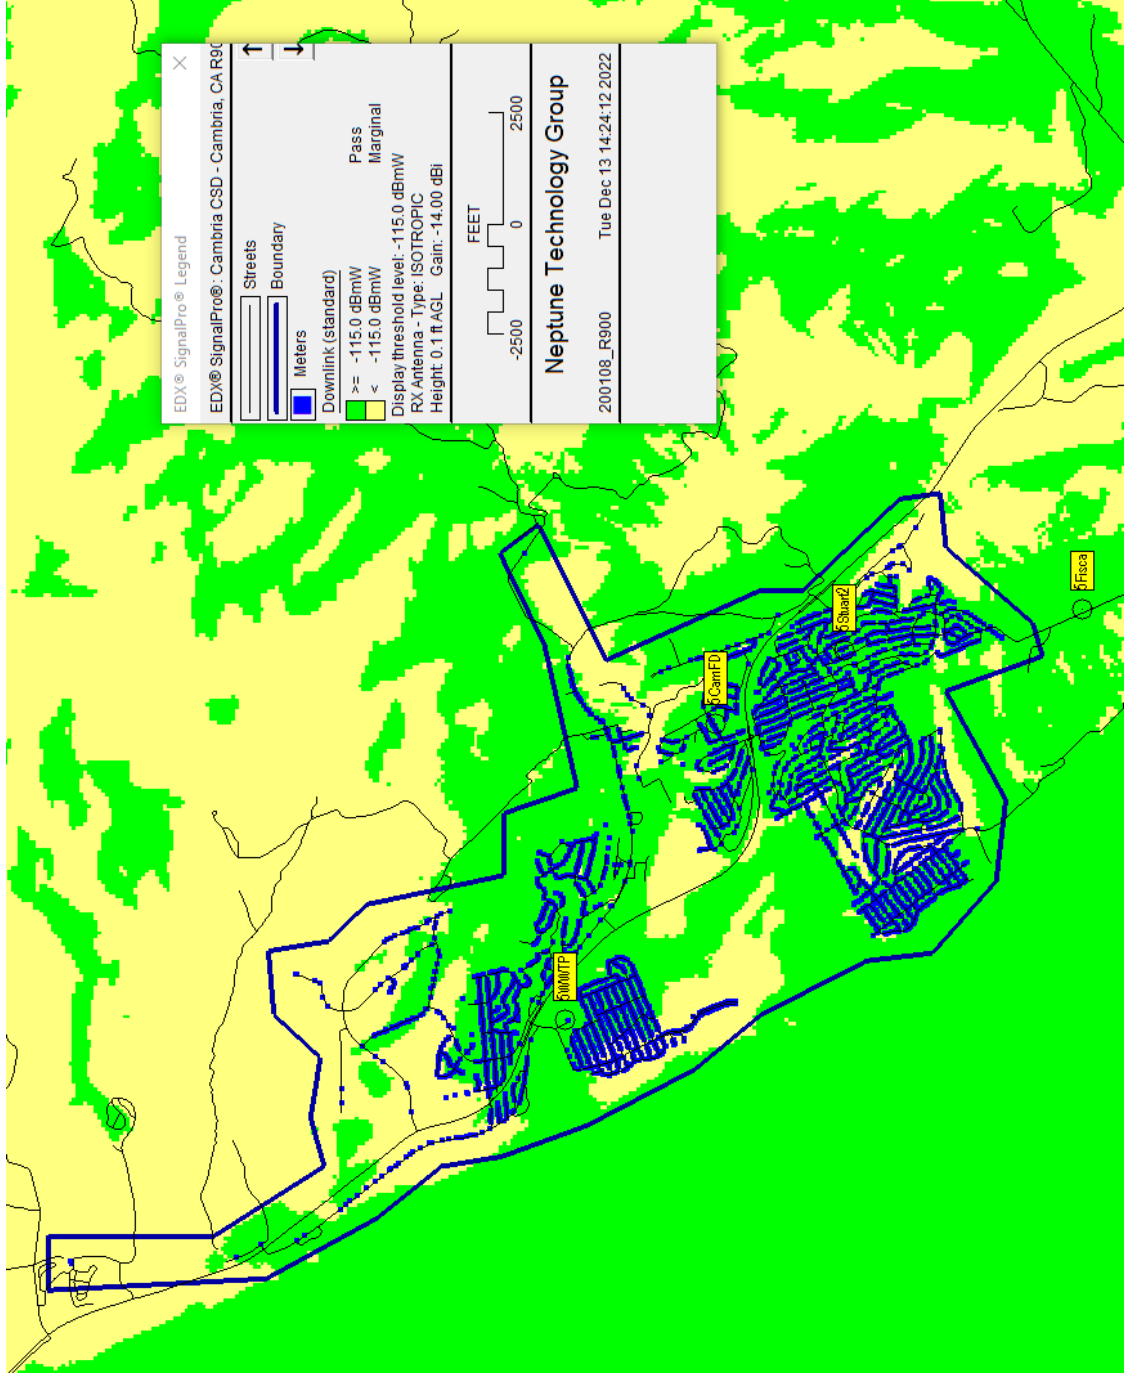 EDX® SignalPro® Legend
EDX® SignalPro®: Cambria CSD - Cambria, CA R90
Streets
Boundary
Meters
Downlink (standard)
>= -115.0 dBmW Pass
< -115.0 dBmW Marginal
Display threshold level: -115.0 dBmW
RX Antenna - Type: ISOTROPIC
Height: 0.1 ft AGL Gain: -14.00 dBi
FEET
-2500 0 2500
Neptune Technology Group
200108_R900 Tue Dec 13 14:24:12 2022
5WWTP
5CamFD
5Stuart2
5Fisca